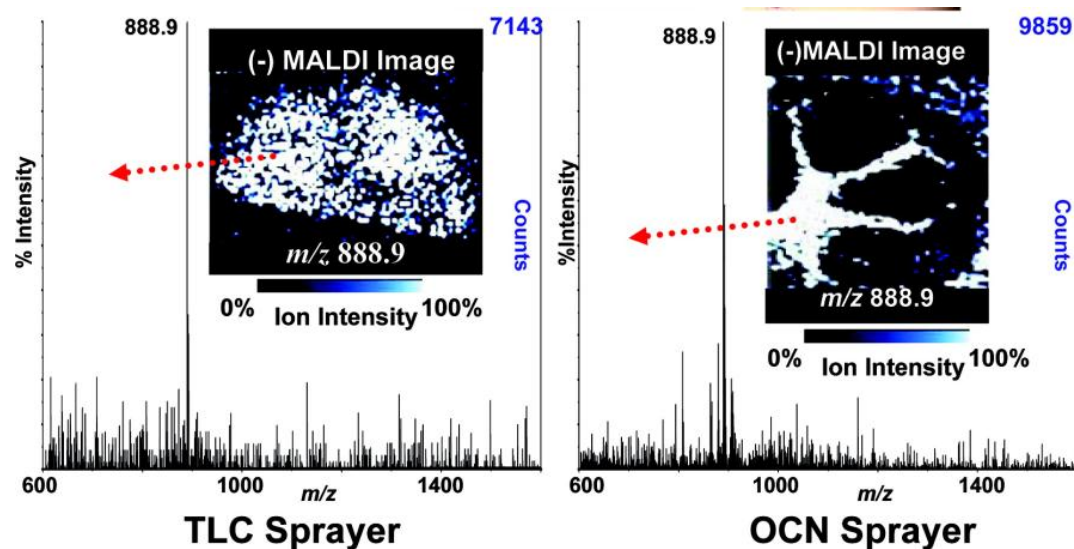 888.9
7143
(-) MALDI Image
m/z 888.9
0% 100%
Ion Intensity
% Intensity
Counts
600 1000 1400
m/z
TLC Sprayer
888.9
9859
(-)MALDI Image
m/z 888.9
0% 100%
Ion Intensity
%Intensity
Counts
600 1000 1400
m/z
OCN Sprayer